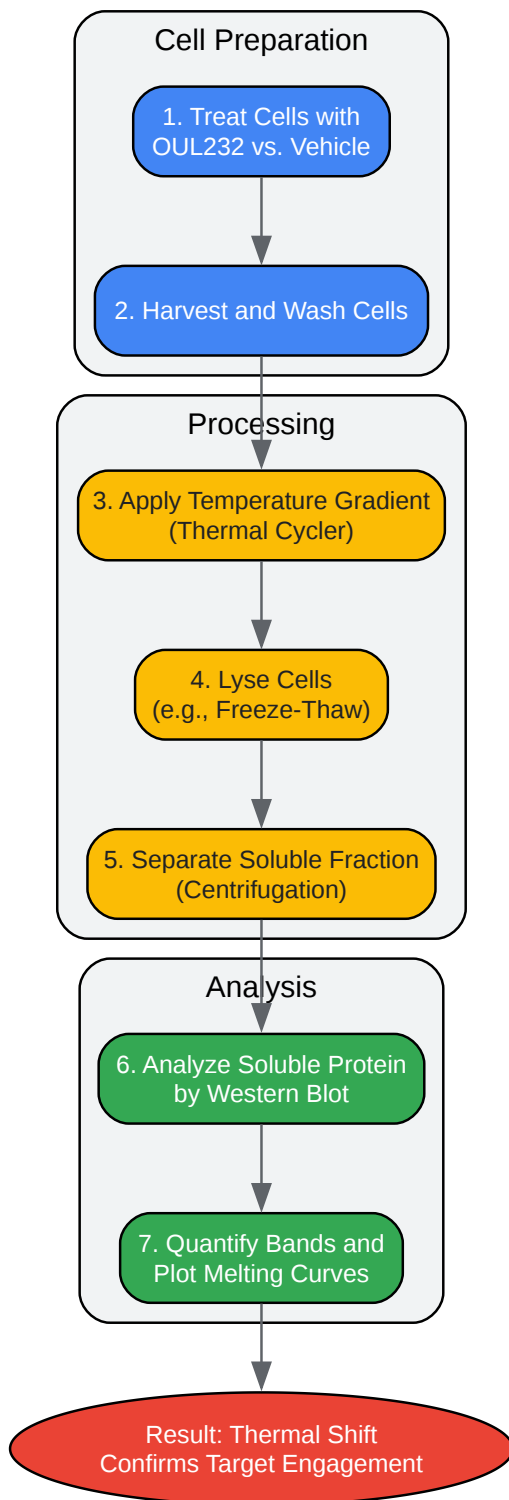 Cell Preparation
1. Treat Cells with
OUL232 vs. Vehicle
2. Harvest and Wash Cells
Processing
3. Apply Temperature Gradient
(Thermal Cycler)
4. Lyse Cells
(e.g., Freeze-Thaw)
5. Separate Soluble Fraction
(Centrifugation)
Analysis
6. Analyze Soluble Protein
by Western Blot
7. Quantify Bands and
Plot Melting Curves
Result: Thermal Shift
Confirms Target Engagement